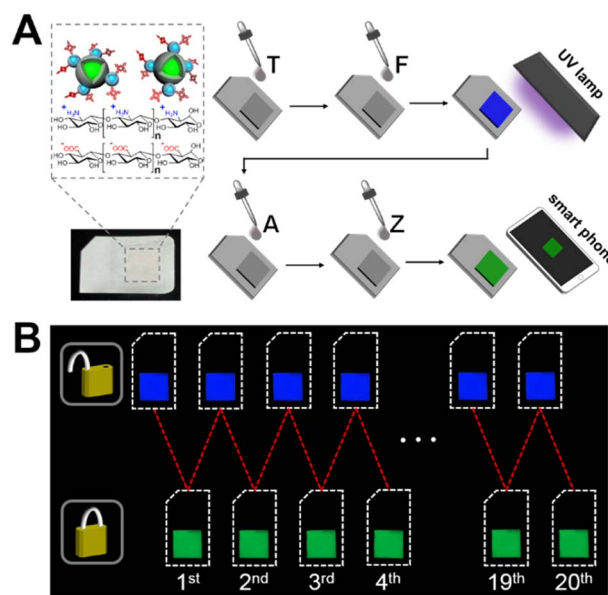 A
T
F
UV lamp
A
Z
smart phone
n
n
B
...
1st
2nd
3rd
4th
19th
20th